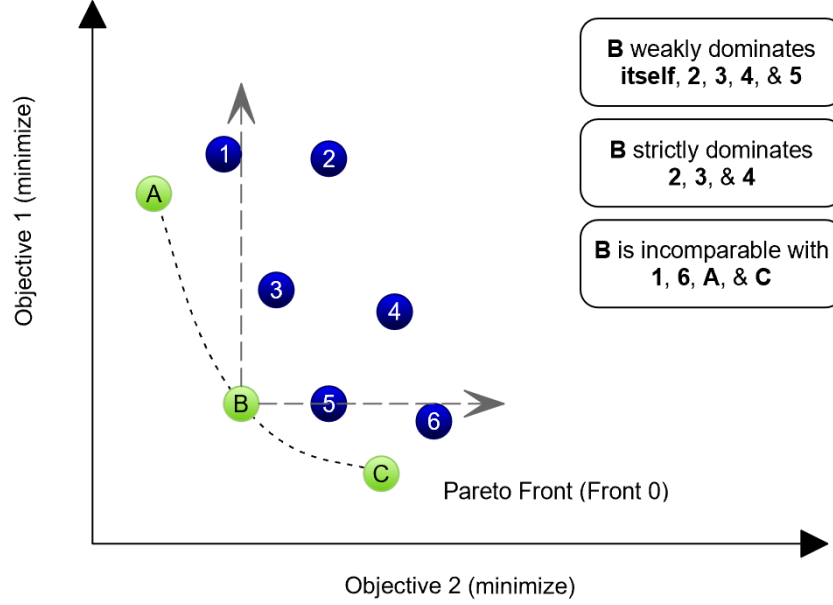 B weakly dominates
itself, 2, 3, 4, & 5
B strictly dominates
2, 3, & 4
B is incomparable with
1, 6, A, & C
Objective 1 (minimize)
1
2
A
3
4
B
5
6
C
Pareto Front (Front 0)
Objective 2 (minimize)